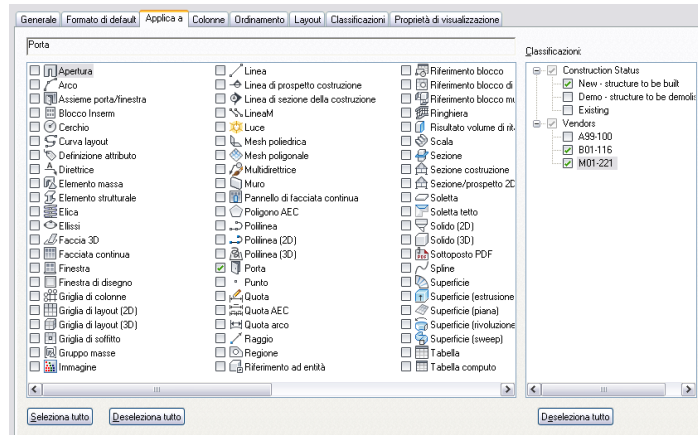 Generale Formato di default Applica a Colonne Ordinamento Layout Classificazioni Proprietà di visualizzazione
Porta
Classificazioni:
Apertura
Arco
Assieme porta/finestra
Blocco Inserm
Cerchio
Curva layout
Definizione attributo
Direttrice
Elemento massa
Elemento strutturale
Elica
Ellissi
Faccia 3D
Facciata continua
Finestra
Finestra di disegno
Griglia di colonne
Griglia di layout (2D)
Griglia di layout (3D)
Griglia di soffitto
Gruppo masse
Immagine
Linea
Linea di prospetto costruzione
Linea di sezione della costruzione
LineaM
Luce
Mesh poliedrica
Mesh poligonale
Multidirettrice
Muro
Pannello di facciata continua
Poligono AEC
Polilinea
Polilinea (2D)
Polilinea (3D)
Porta
Punto
Quota
Quota AEC
Quota arco
Raggio
Regione
Riferimento ad entità
Riferimento blocco
Riferimento blocco di
Riferimento blocco mu
Ringhiera
Risultato volume di rit
Scala
Sezione
Sezione costruzione
Sezione/prospetto 2D
Soletta
Soletta tetto
Solido (2D)
Solido (3D)
Sottoposto PDF
Spline
Superficie
Superficie (estrusione
Superficie (piana)
Superficie (rivoluzione
Superficie (sweep)
Tabella
Tabella computo
Construction Status
New - structure to be built
Demo - structure to be demolis
Existing
Vendors
A99-100
B01-116
M01-221
Seleziona tutto Deseleziona tutto
Deseleziona tutto